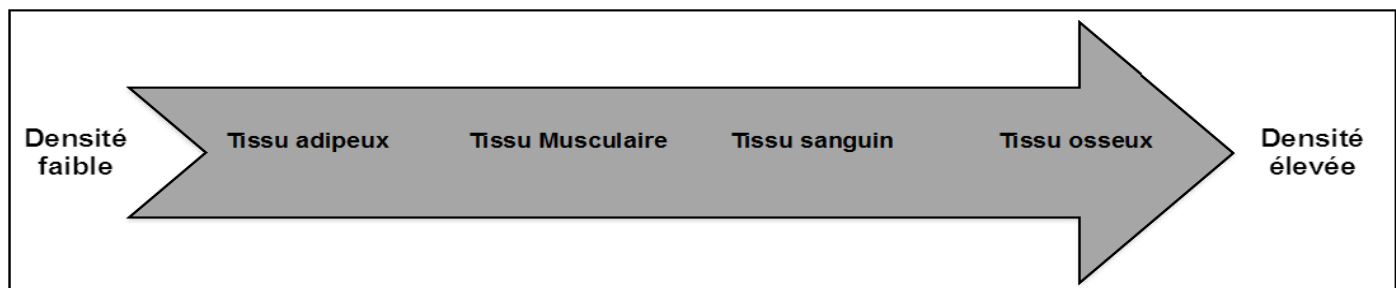 Densité
faible
Tissu adipeux
Tissu Musculaire
Tissu sanguin
Tissu osseux
Densité
élevée